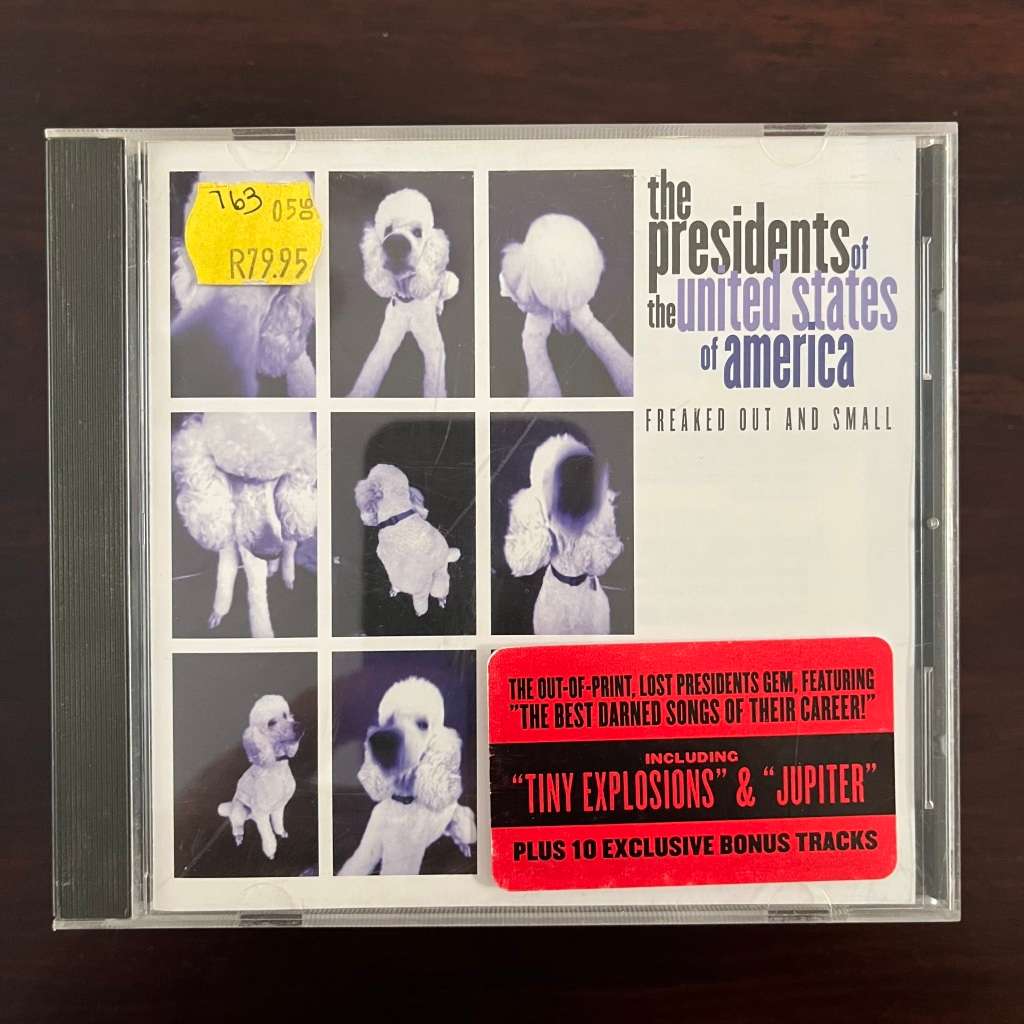 763 0506
R79.95
the
presidents of
the united states
of america
FREAKED OUT AND SMALL
THE OUT-OF-PRINT, LOST PRESIDENTS GEM, FEATURING
"THE BEST DARNED SONGS OF THEIR CAREER!"
INCLUDING
“TINY EXPLOSIONS” & “JUPITER”
PLUS 10 EXCLUSIVE BONUS TRACKS